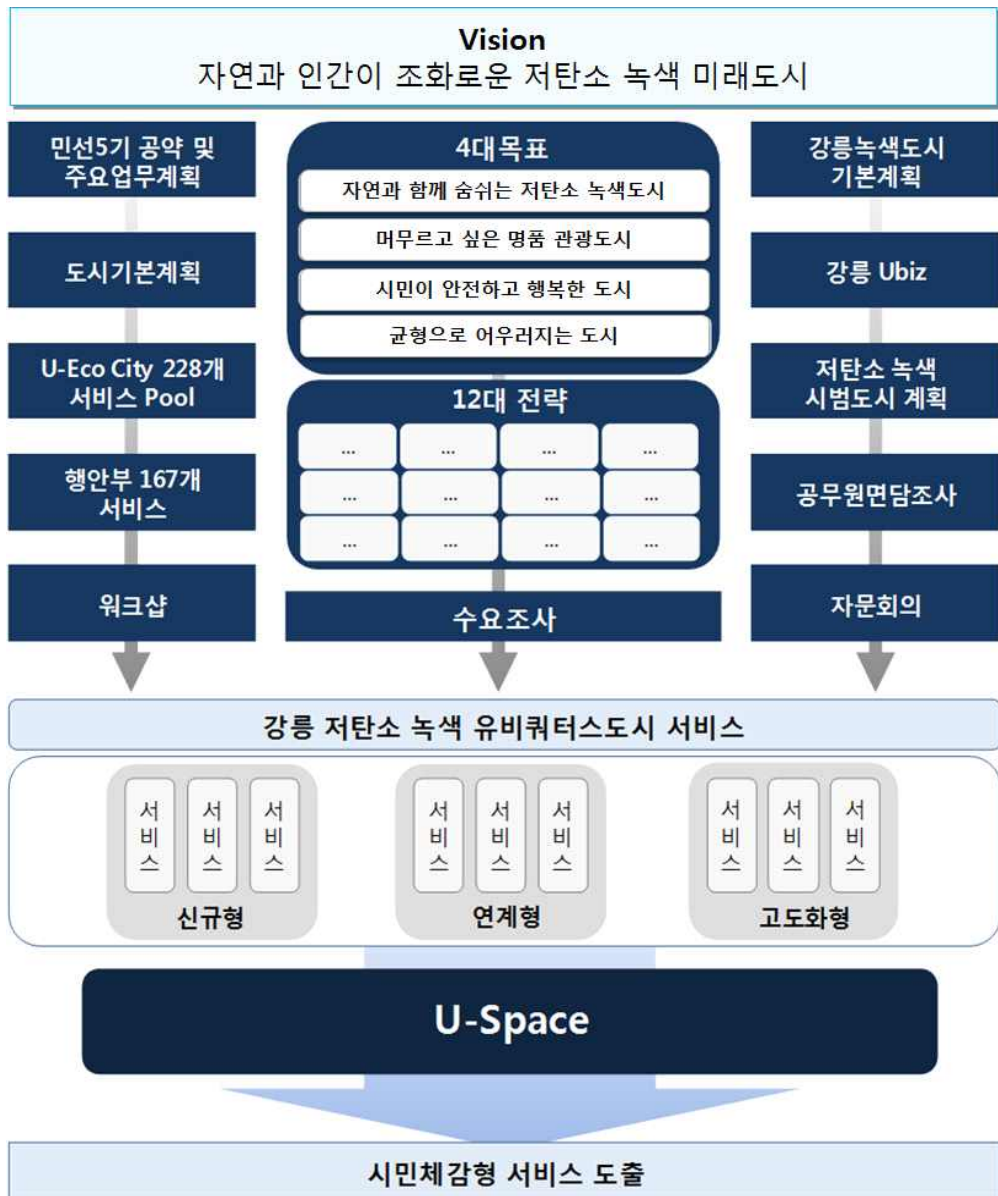 Vision
자연과 인간이 조화로운 저탄소 녹색 미래도시
민선5기 공약 및
주요업무계획
도시기본계획
U-Eco City 228개
서비스 Pool
행안부 167개
서비스
워크샵
4대목표
자연과 함께 숨쉬는 저탄소 녹색도시
머무르고 싶은 명품 관광도시
시민이 안전하고 행복한 도시
균형으로 어우러지는 도시
12대 전략
... ... ... ...
... ... ... ...
... ... ... ...
수요조사
강릉녹색도시
기본계획
강릉 Ubiz
저탄소 녹색
시범도시 계획
공무원면담조사
자문회의
강릉 저탄소 녹색 유비쿼터스도시 서비스
서비스 서비스 서비스
신규형
서비스 서비스 서비스
연계형
서비스 서비스 서비스
고도화형
U-Space
시민체감형 서비스 도출